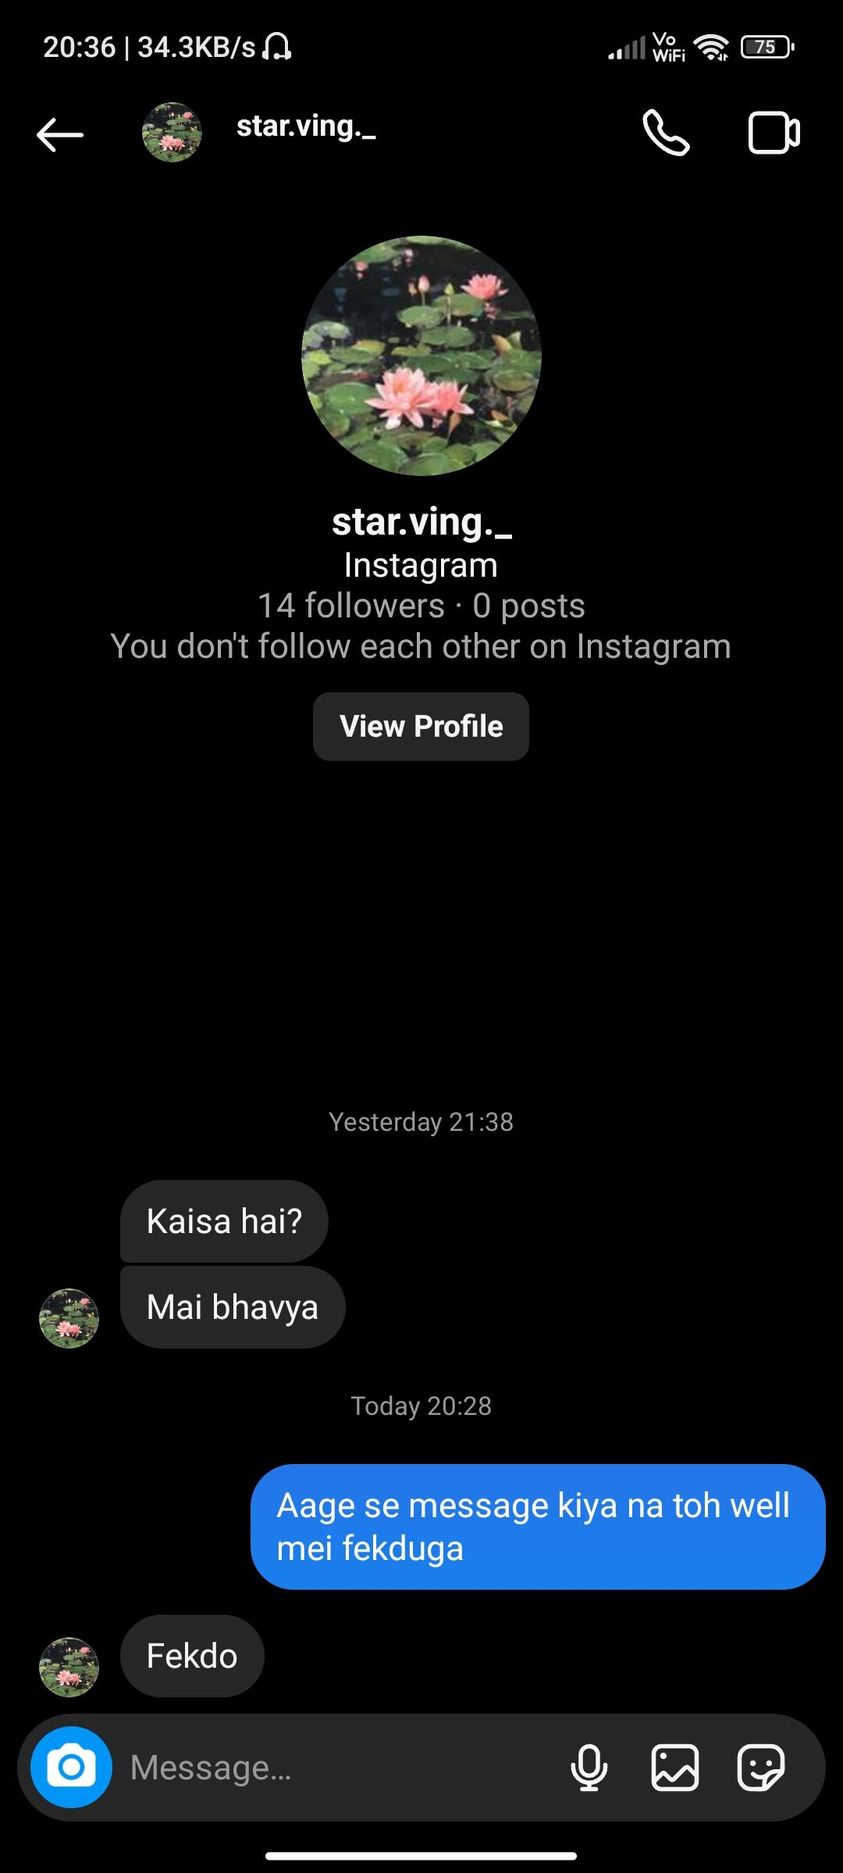 20:36 | 34.3KB/s
Vo
WiFi
75
star.ving._
star.ving._
Instagram
14 followers · 0 posts
You don't follow each other on Instagram
View Profile
Yesterday 21:38
Kaisa hai?
Mai bhavya
Today 20:28
Aage se message kiya na toh well
mei fekduga
Fekdo
Message...